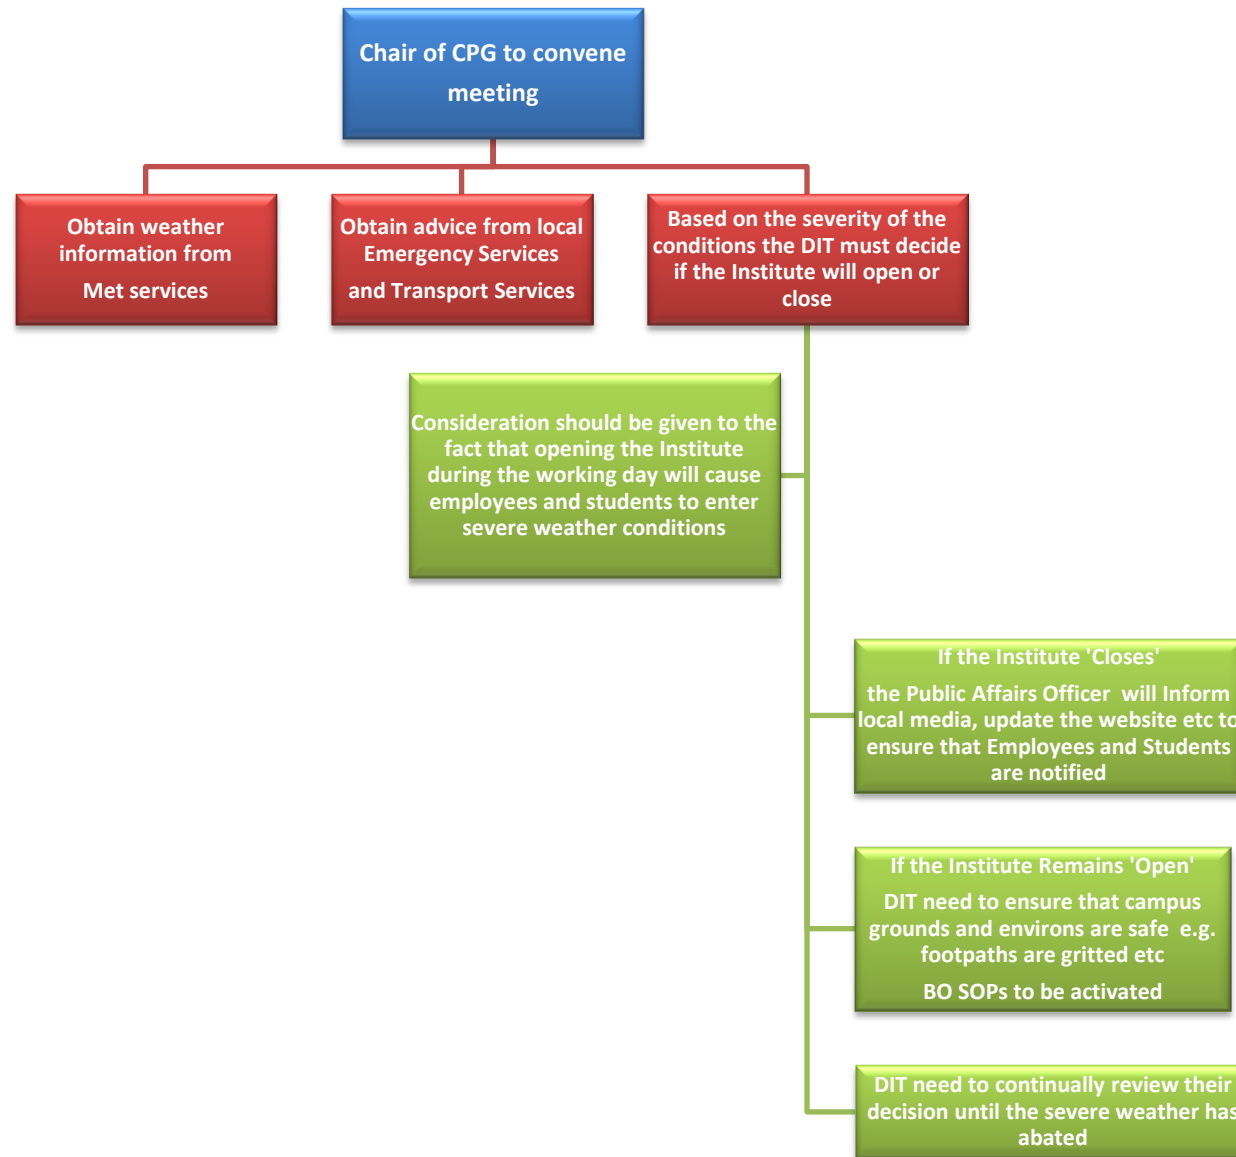 Chair of CPG to convene
meeting
Obtain weather
information from
Met services
Obtain advice from local
Emergency Services
and Transport Services
Based on the severity of the
conditions the DIT must decide
if the Institute will open or
close
Consideration should be given to the
fact that opening the Institute
during the working day will cause
employees and students to enter
severe weather conditions
If the Institute 'Closes'
the Public Affairs Officer  will Inform
local media, update the website etc to
ensure that Employees and Students
are notified
If the Institute Remains 'Open'
DIT need to ensure that campus
grounds and environs are safe  e.g.
footpaths are gritted etc
BO SOPs to be activated
DIT need to continually review their
decision until the severe weather has
abated